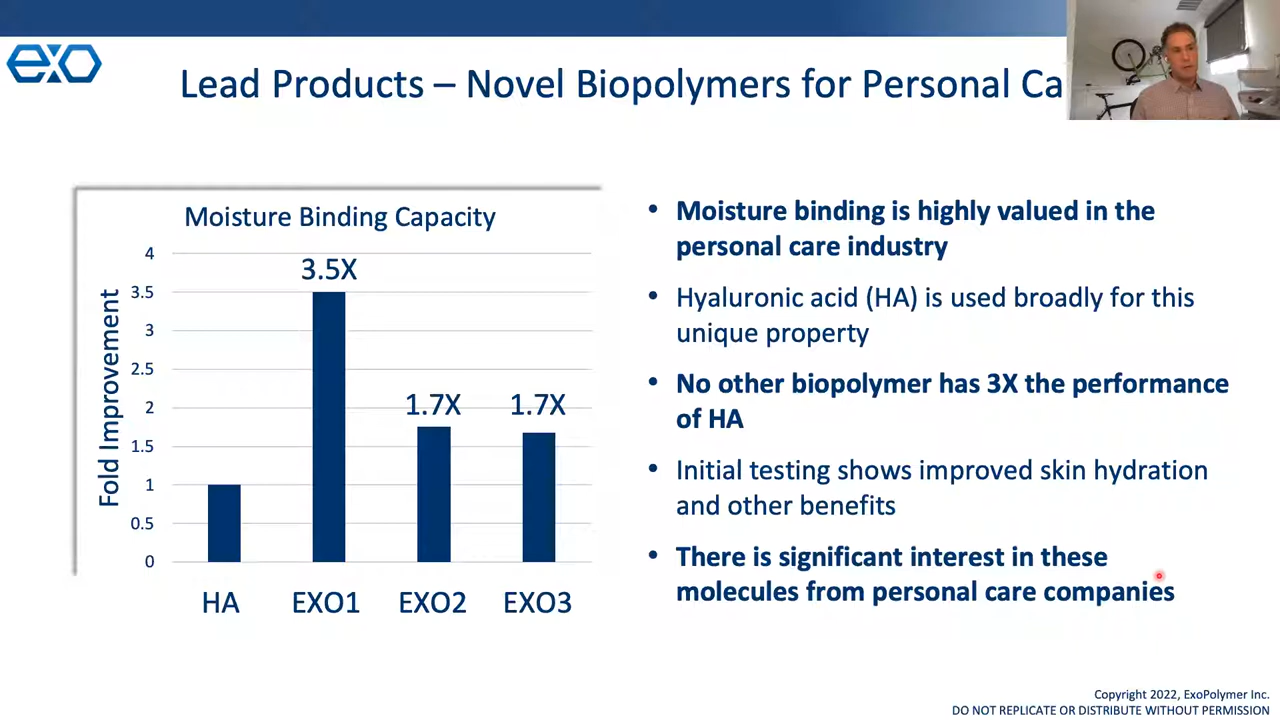 exo
Lead Products – Novel Biopolymers for Personal Ca
Moisture Binding Capacity
Fold Improvement
4
3.5
3
2.5
2
1.5
1
0.5
0
3.5X
1.7X
1.7X
HA
EXO1
EXO2
EXO3
• Moisture binding is highly valued in the
personal care industry
• Hyaluronic acid (HA) is used broadly for this
unique property
• No other biopolymer has 3X the performance
of HA
• Initial testing shows improved skin hydration
and other benefits
• There is significant interest in these
molecules from personal care companies
Copyright 2022, ExoPolymer Inc.
DO NOT REPLICATE OR DISTRIBUTE WITHOUT PERMISSION